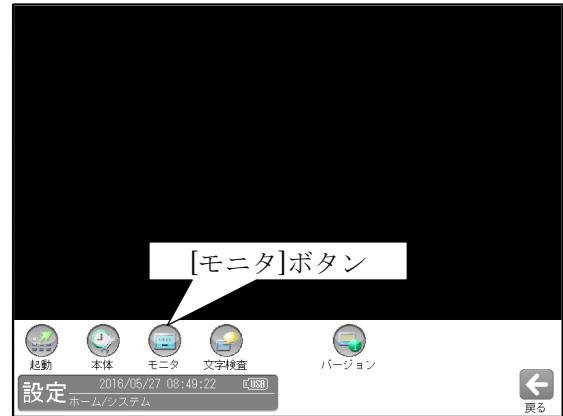 [モニタ]ボタン
起動
本体
モニタ
文字検査
バージョン
設定
2016/05/27 08:49:22
USB
ホーム/システム
戻る